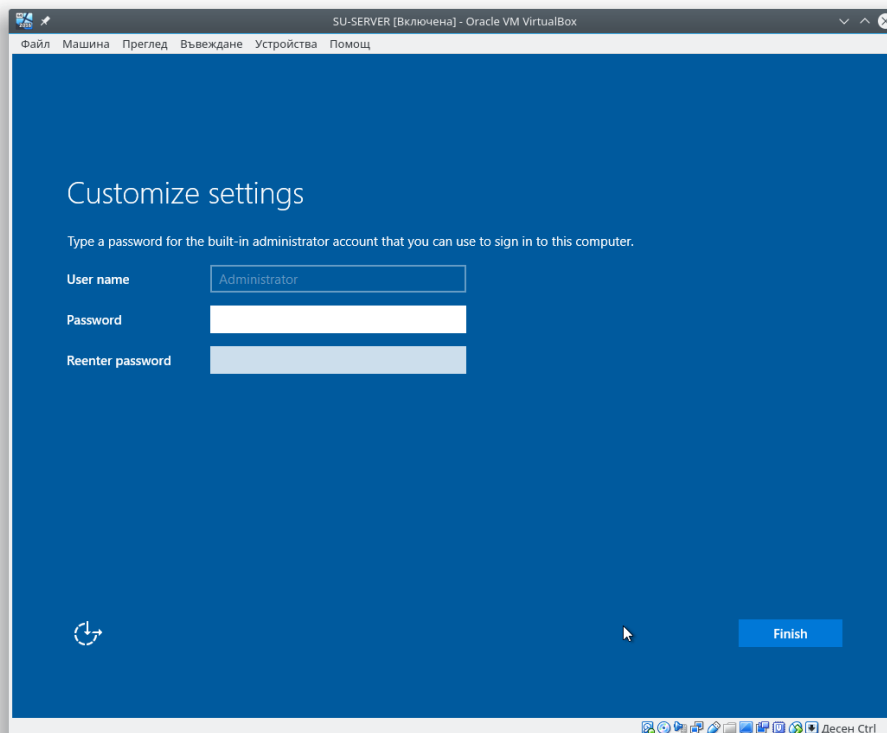 SU-SERVER [Включена] - Oracle VM VirtualBox
Файл Машина Преглед Въвеждане Устройства Помощ
Customize settings
Type a password for the built-in administrator account that you can use to sign in to this computer.
User name Administrator
Password
Reenter password
Finish
Десен Ctrl